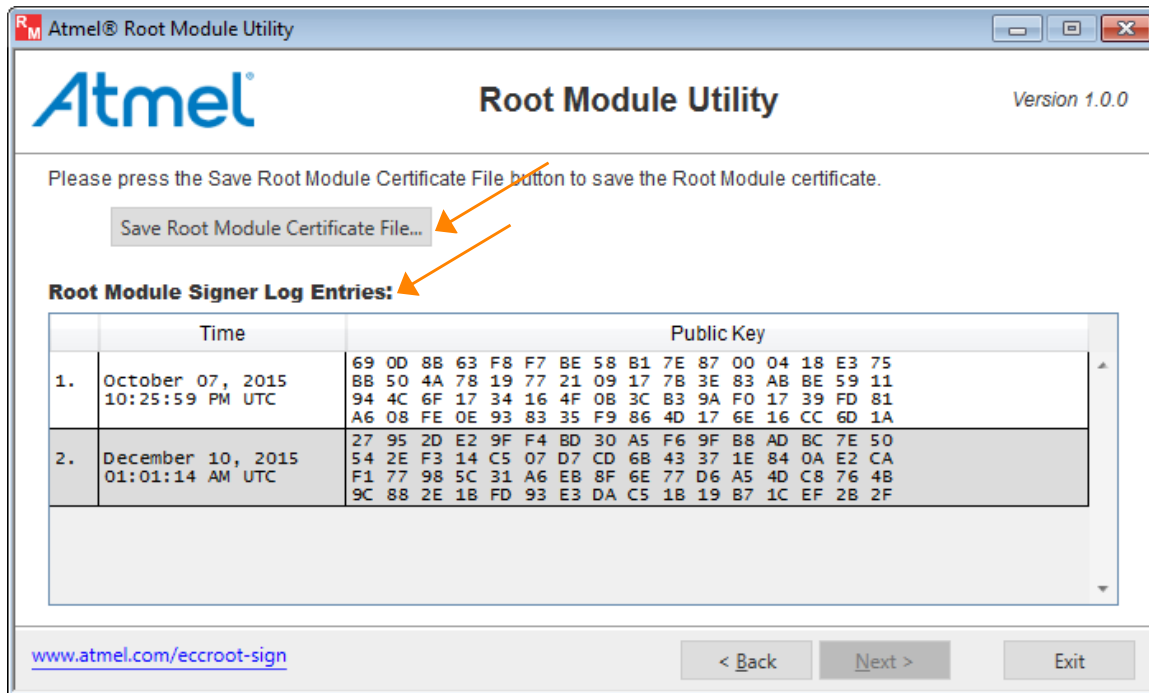 RM Atmel® Root Module Utility
Atmel® Root Module Utility Version 1.0.0
Please press the Save Root Module Certificate File button to save the Root Module certificate.
Save Root Module Certificate File...
Root Module Signer Log Entries:
Time Public Key
69 0D 8B 63 F8 F7 BE 58 B1 7E 87 00 04 18 E3 75
1. October 07, 2015 BB 50 4A 78 19 77 21 09 17 7B 3E 83 AB BE 59 11
10:25:59 PM UTC 94 4C 6F 17 34 16 4F 0B 3C B3 9A F0 17 39 FD 81
A6 08 FE 0E 93 83 35 F9 86 4D 17 6E 16 CC 6D 1A
27 95 2D E2 9F F4 BD 30 A5 F6 9F B8 AD BC 7E 50
2. December 10, 2015 54 2E F3 14 C5 07 D7 CD 6B 43 37 1E 84 0A E2 CA
01:01:14 AM UTC F1 77 98 5C 31 A6 EB 8F 6E 77 D6 A5 4D C8 76 4B
9C 88 2E 1B FD 93 E3 DA C5 1B 19 B7 1C EF 2B 2F
www.atmel.com/eccroot-sign < Back Next > Exit